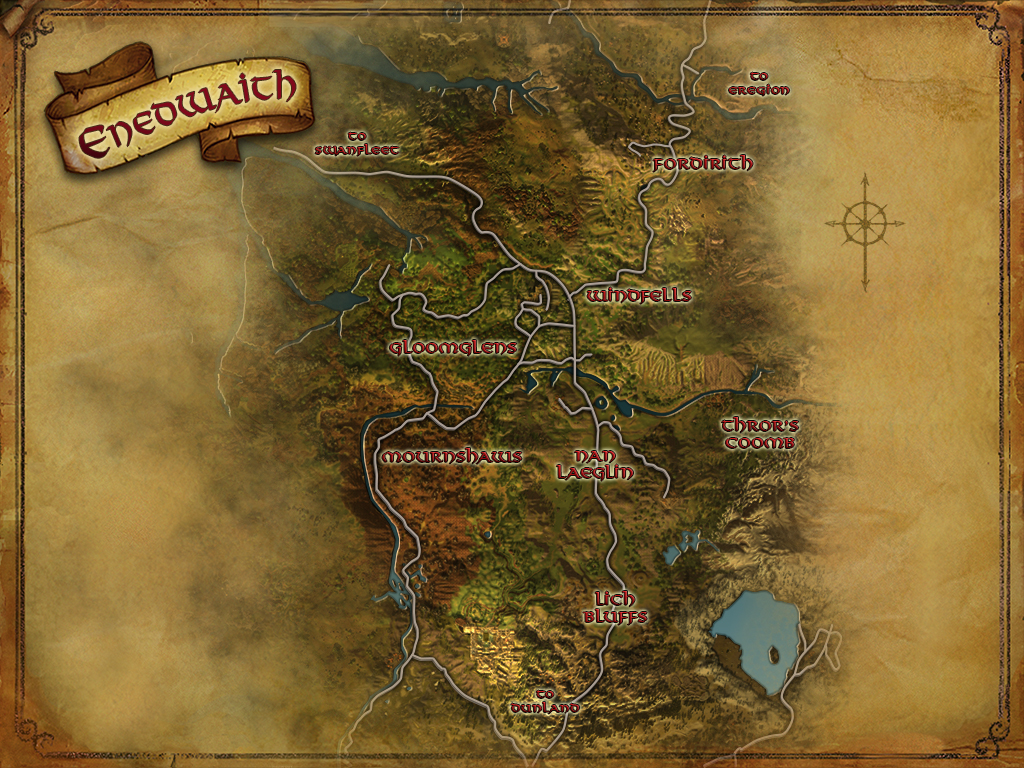 Enedwaith
to
eregion
to
swanfleet
fordirith
windfells
gloomglens
thror's
coomb
mournshaws
nan
laeglin
lich
bluffs
to
dunland